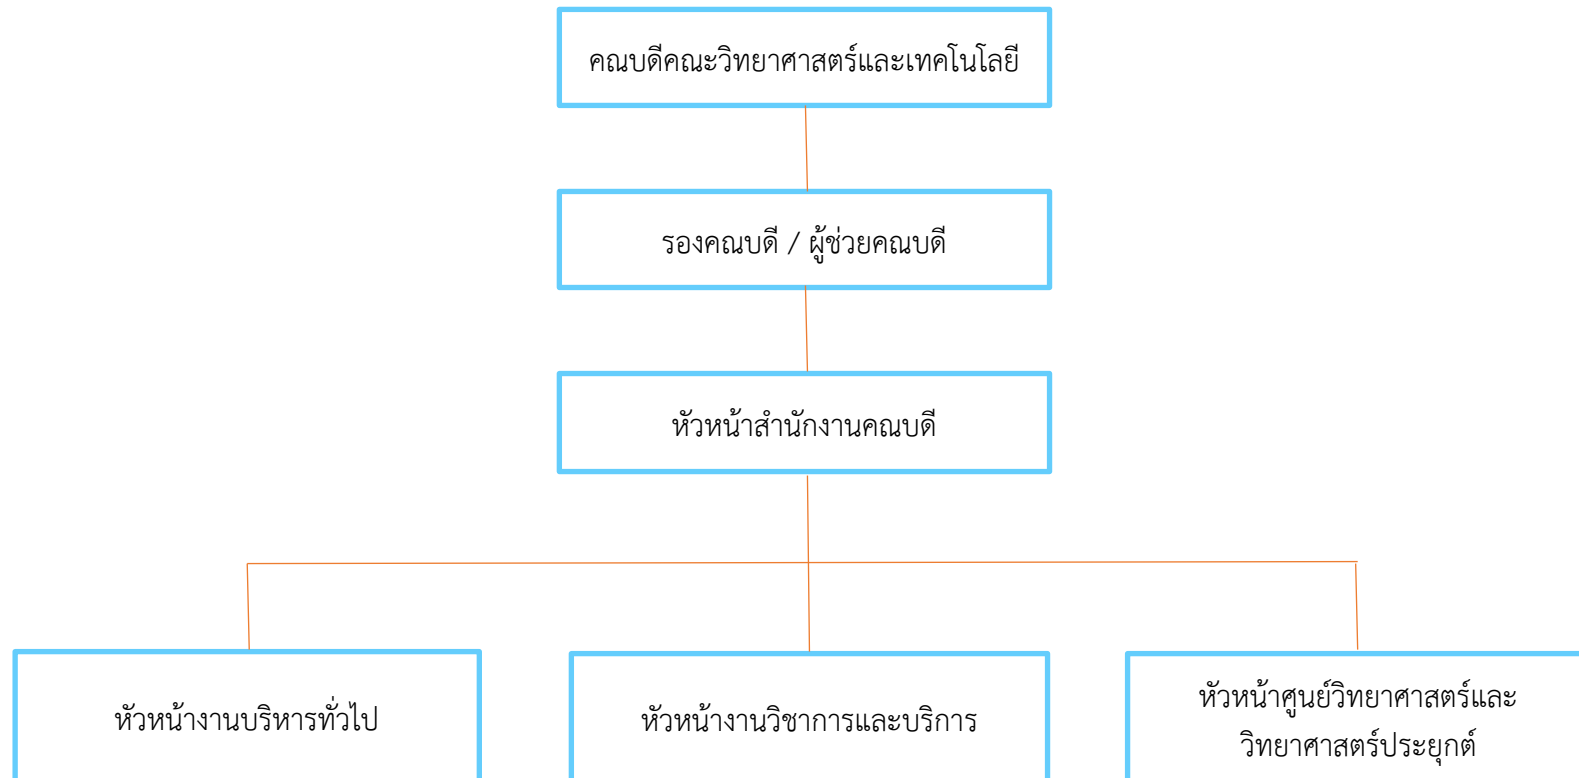 คณบดีคณะวิทยาศาสตร์และเทคโนโลยี
รองคณบดี / ผู้ช่วยคณบดี
หัวหน้าสำนักงานคณบดี
หัวหน้างานบริหารทั่วไป
หัวหน้างานวิชาการและบริการ
หัวหน้าศูนย์วิทยาศาสตร์และ
วิทยาศาสตร์ประยุกต์